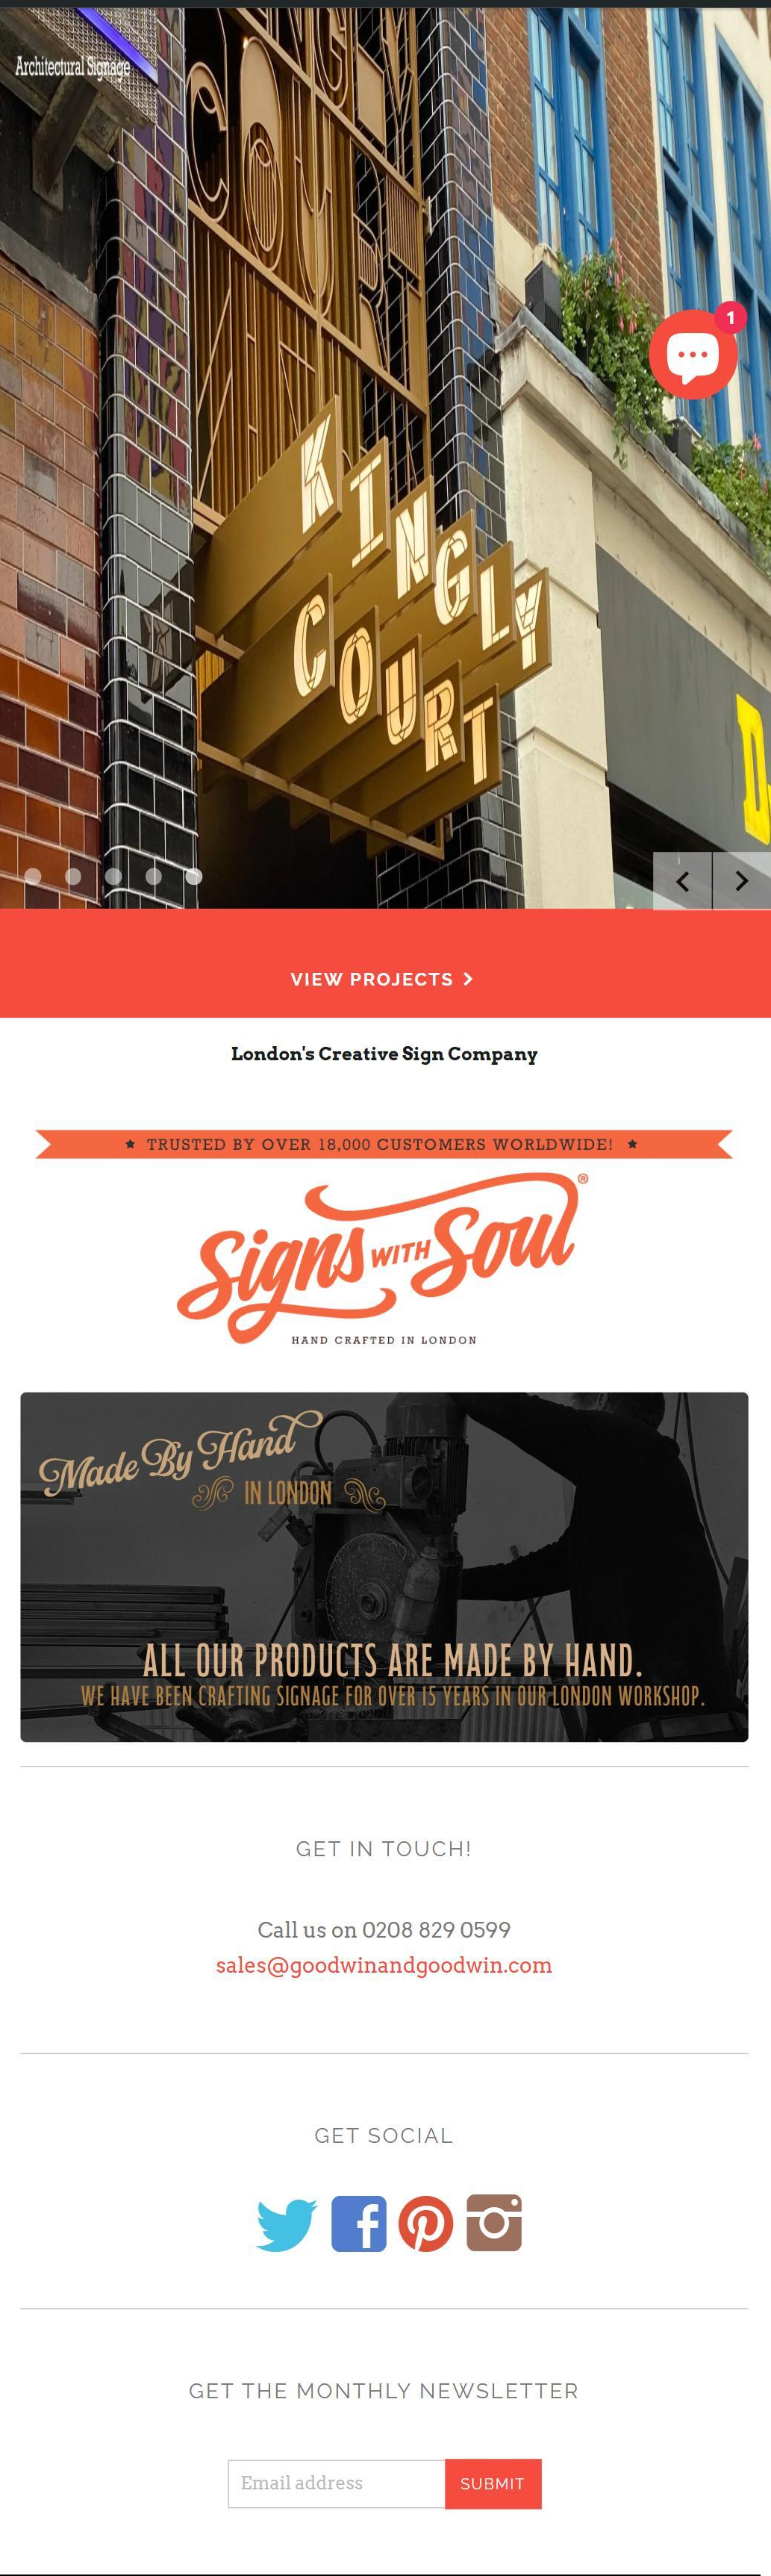 Architectural Signage
COURT
1
KINGLY
COURT
D
VIEW PROJECTS
London's Creative Sign Company
TRUSTED BY OVER 18,000 CUSTOMERS WORLDWIDE!
Signs WITH Soul®
HAND CRAFTED IN LONDON
Made By Hand
IN LONDON
ALL OUR PRODUCTS ARE MADE BY HAND.
WE HAVE BEEN CRAFTING SIGNAGE FOR OVER 15 YEARS IN OUR LONDON WORKSHOP.
GET IN TOUCH!
Call us on 0208 829 0599
sales@goodwinandgoodwin.com
GET SOCIAL
GET THE MONTHLY NEWSLETTER
Email address
SUBMIT